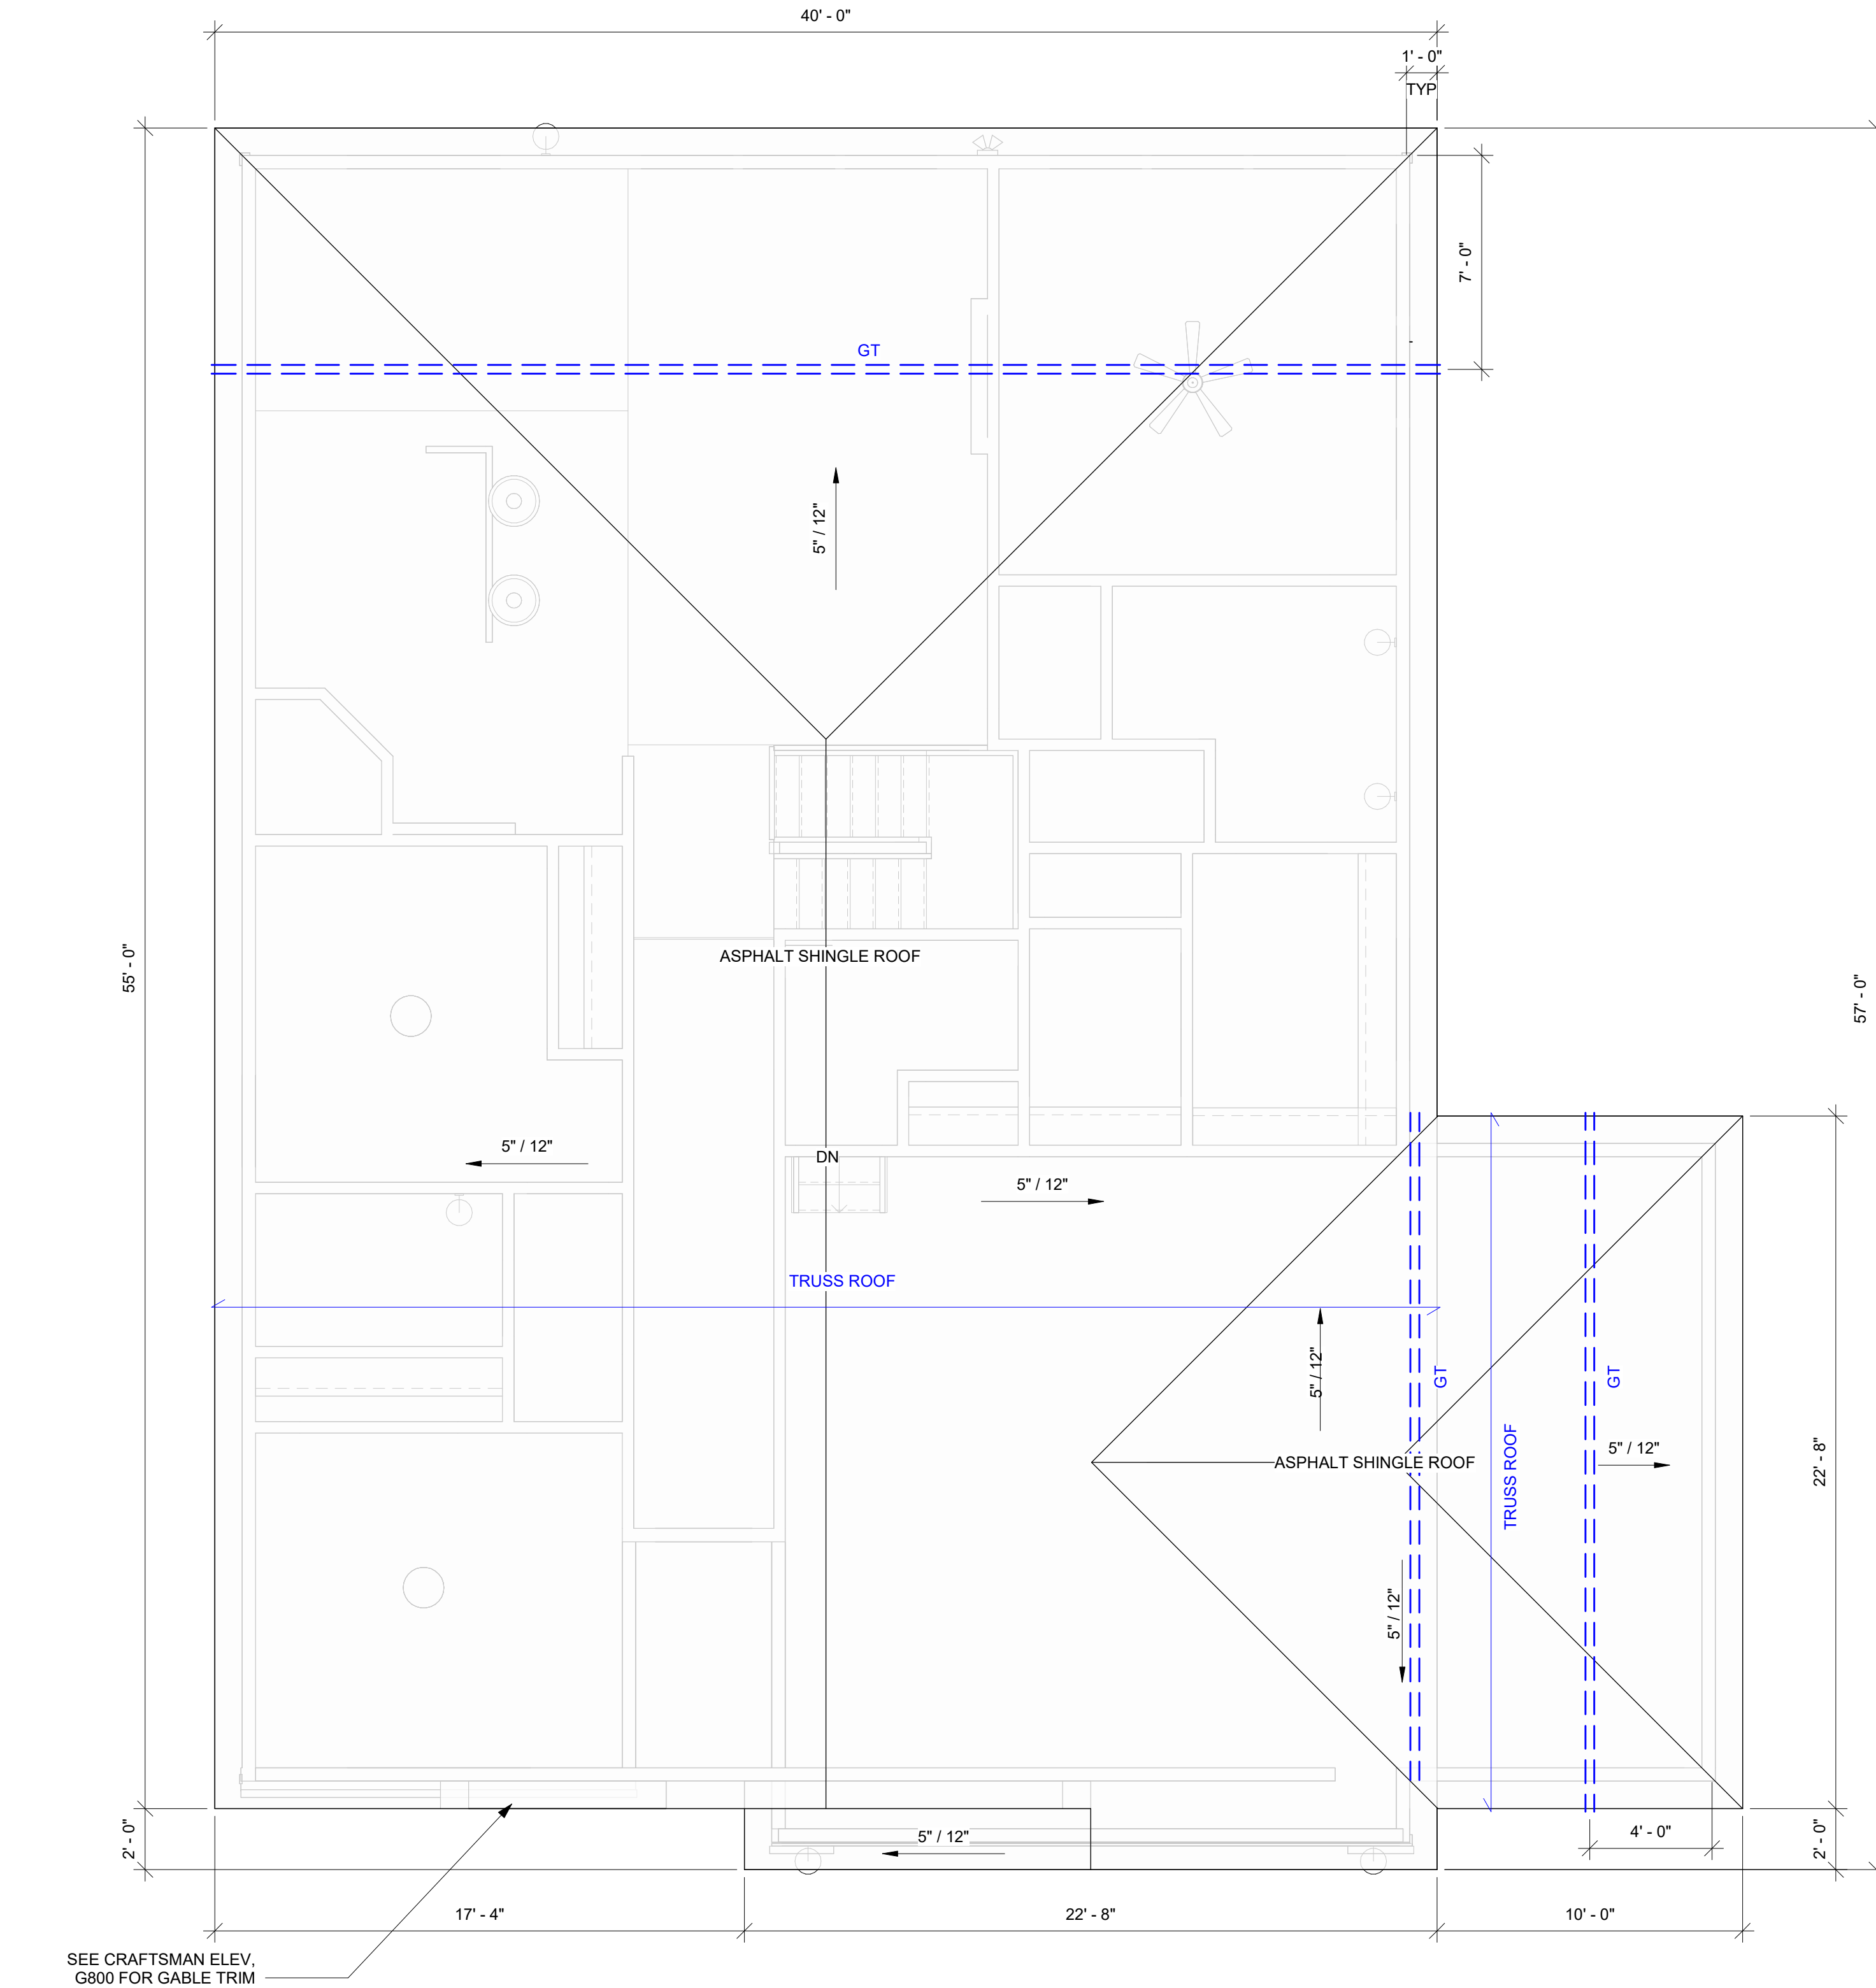 40' - 0"
1' - 0"
TYP
7' - 0"
GT
5" / 12"
55' - 0"
ASPHALT SHINGLE ROOF
57' - 0"
5" / 12"
DN
5" / 12"
TRUSS ROOF
5" / 12"
GT
GT
5" / 12"
ASPHALT SHINGLE ROOF
TRUSS ROOF
22' - 8"
5" / 12"
2' - 0"
5" / 12"
4' - 0"
2' - 0"
17' - 4"
22' - 8"
10' - 0"
SEE CRAFTSMAN ELEV,
G800 FOR GABLE TRIM